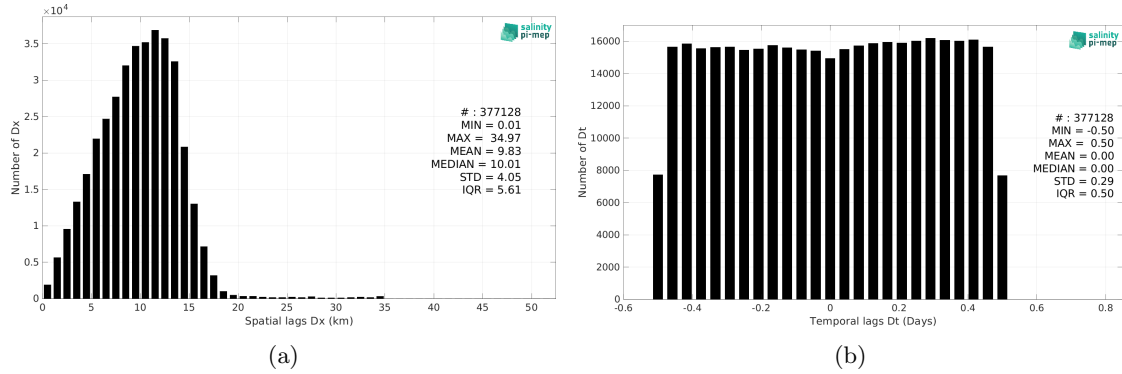 ×10⁴
3.5
3
2.5
2
1.5
1
0.5
0
Number of Dx
salinity
pi-mep
# : 377128
MIN = 0.01
MAX = 34.97
MEAN = 9.83
MEDIAN = 10.01
STD = 4.05
IQR = 5.61
0 5 10 15 20 25 30 35 40 45 50
Spatial lags Dx (km)
(a)
16000
14000
12000
10000
8000
6000
4000
2000
0
Number of Dt
salinity
pi-mep
# : 377128
MIN = -0.50
MAX = 0.50
MEAN = 0.00
MEDIAN = 0.00
STD = 0.29
IQR = 0.50
-0.6 -0.4 -0.2 0 0.2 0.4 0.6 0.8
Temporal lags Dt (Days)
(b)